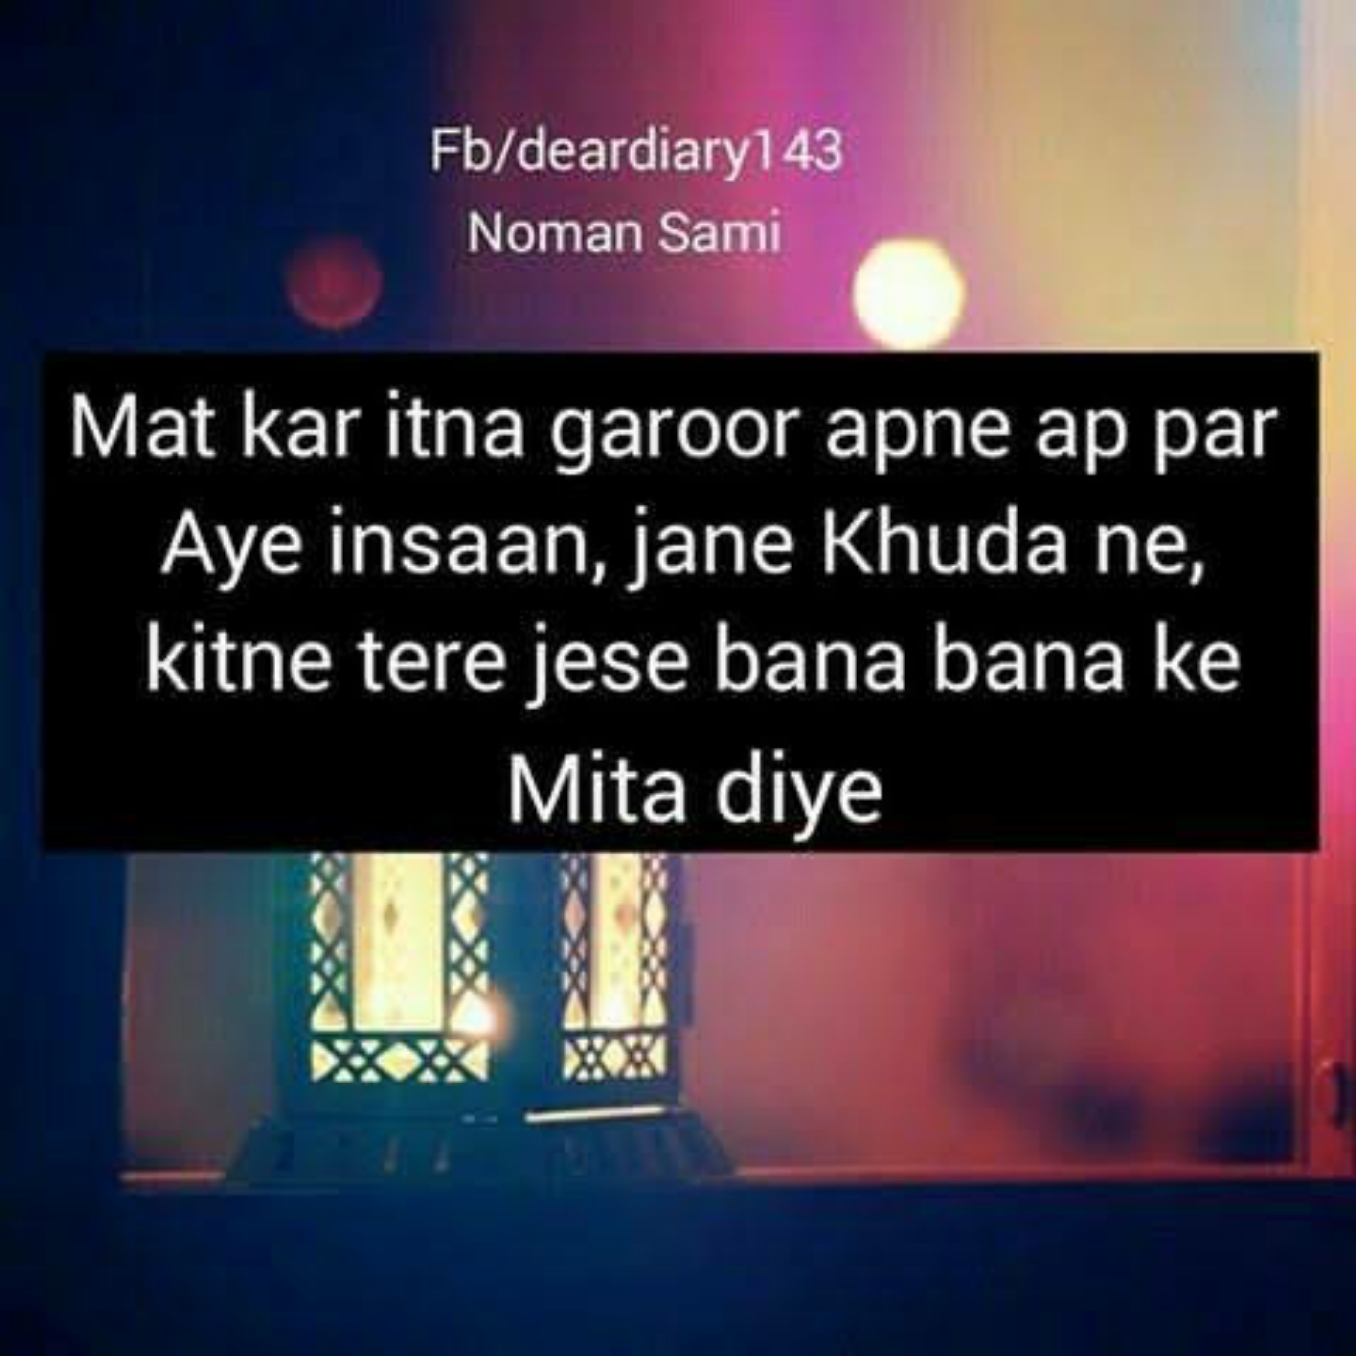 Fb/deardiary143
Noman Sami
Mat kar itna garoor apne ap par
Aye insaan, jane Khuda ne,
kitne tere jese bana bana ke
Mita diye